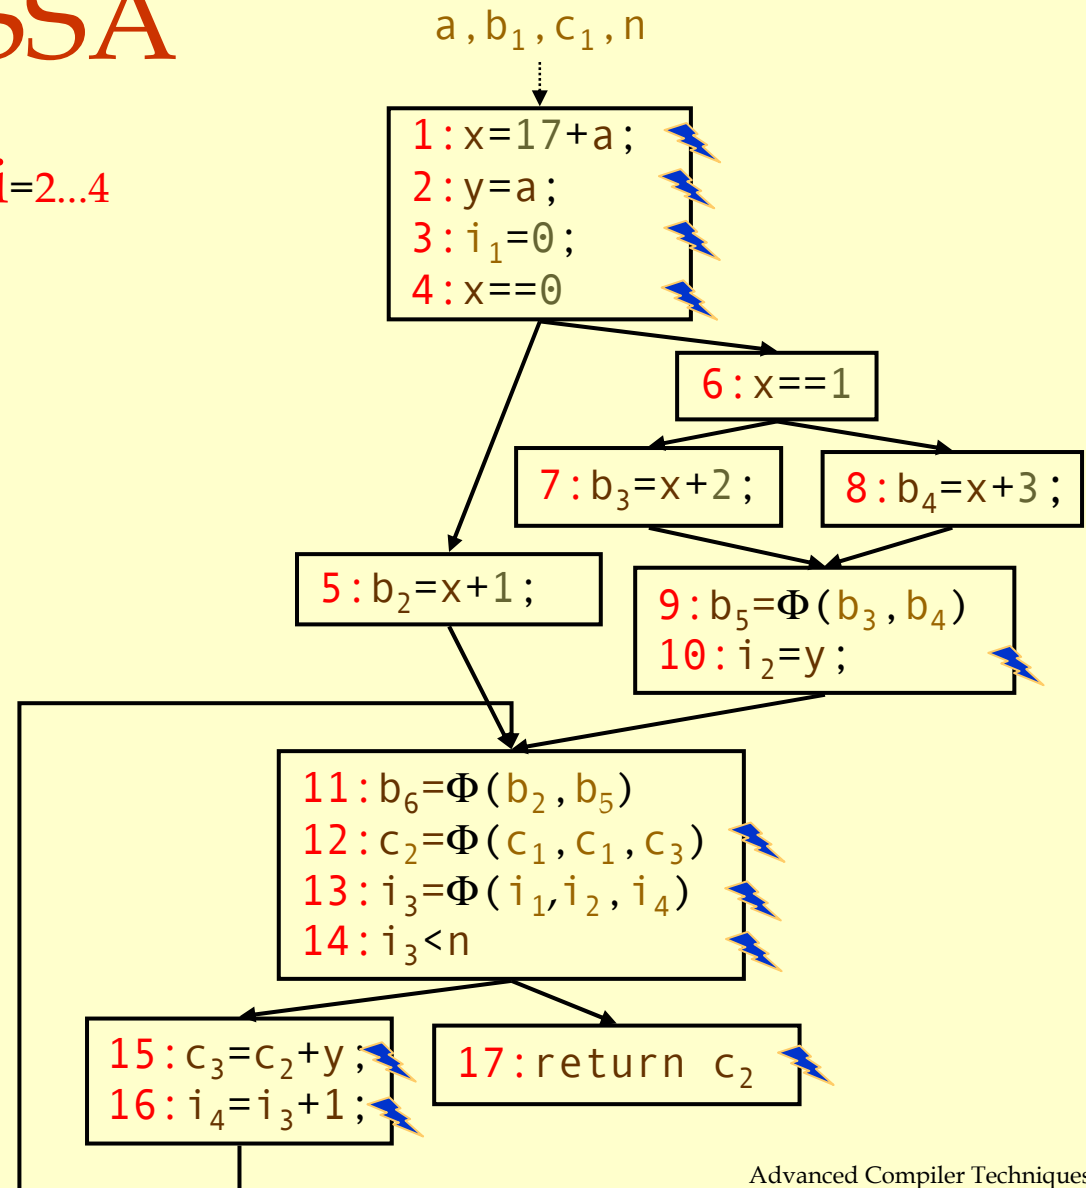 SSA
a,b₁,c₁,n
i=2...4
1:x=17+a;
2:y=a;
3:i₁=0;
4:x==0
6:x==1
7:b₃=x+2;
8:b₄=x+3;
5:b₂=x+1;
9:b₅=Φ(b₃,b₄)
10:i₂=y;
11:b₆=Φ(b₂,b₅)
12:c₂=Φ(c₁,c₁,c₃)
13:i₃=Φ(i₁,i₂,i₄)
14:i₃<n
15:c₃=c₂+y;
16:i₄=i₃+1;
17:return c₂
Advanced Compiler Techniques